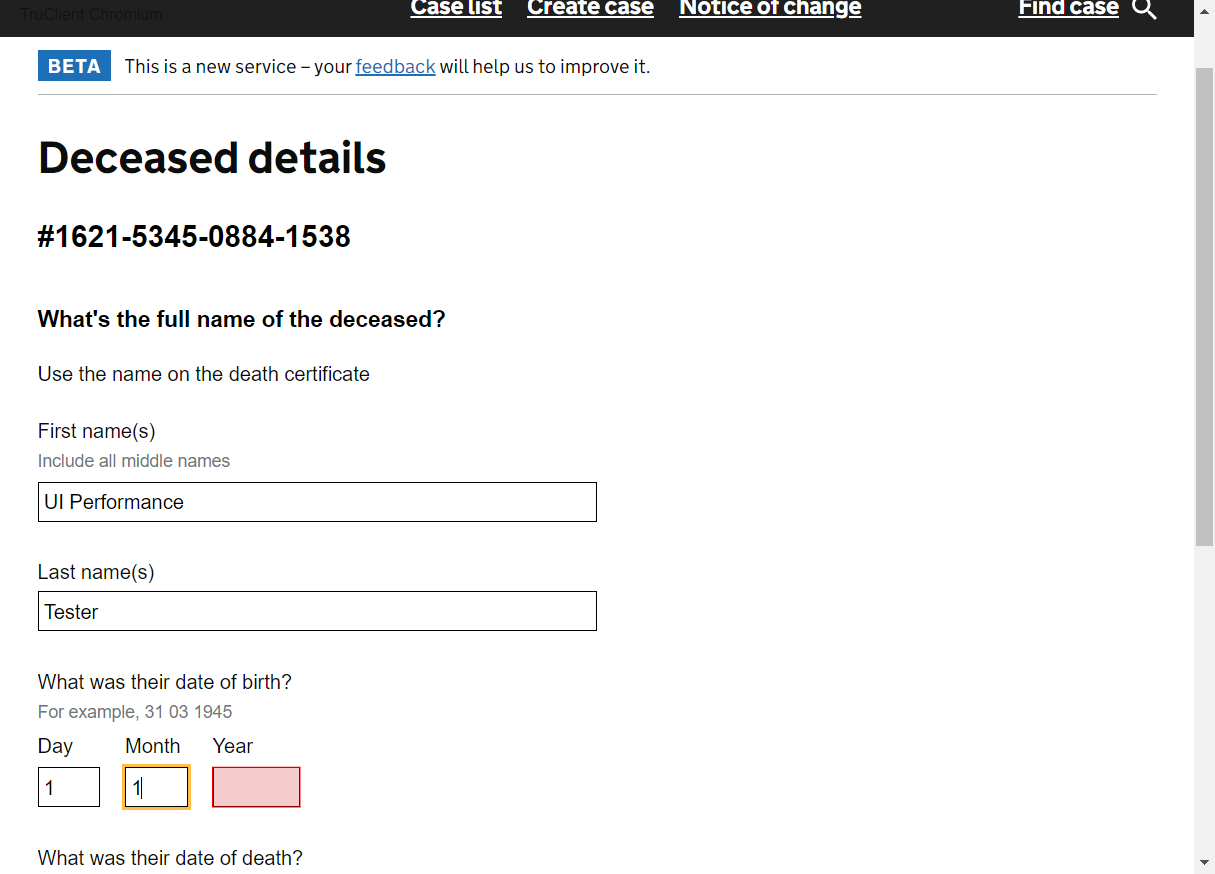 TruClient Chromium
Case list Create case Notice of change Find case
BETA This is a new service – your feedback will help us to improve it.
Deceased details
#1621-5345-0884-1538
What's the full name of the deceased?
Use the name on the death certificate
First name(s)
Include all middle names
UI Performance
Last name(s)
Tester
What was their date of birth?
For example, 31 03 1945
Day Month Year
1 1
What was their date of death?